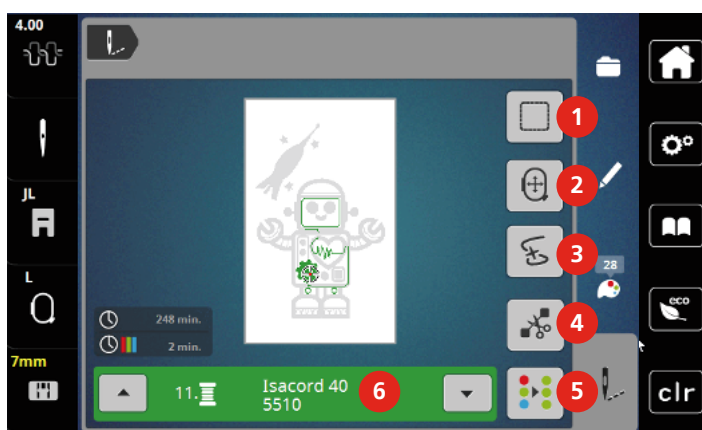 4.00
JL
L
7mm
1
2
3
28
4
248 min.
2 min.
11.
Isacord 40
5510
6
5
eco
clr